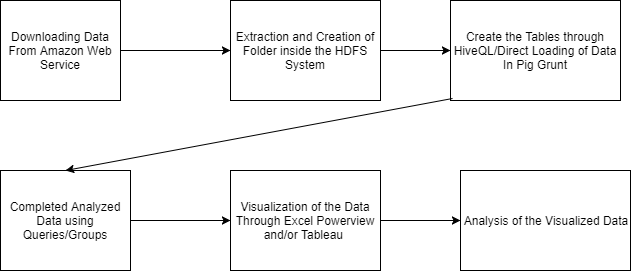 Downloading Data
From Amazon Web
Service
Extraction and Creation of
Folder inside the HDFS
System
Create the Tables through
HiveQL/Direct Loading of Data
In Pig Grunt
Completed Analyzed
Data using
Queries/Groups
Visualization of the Data
Through Excel Powerview
and/or Tableau
Analysis of the Visualized Data